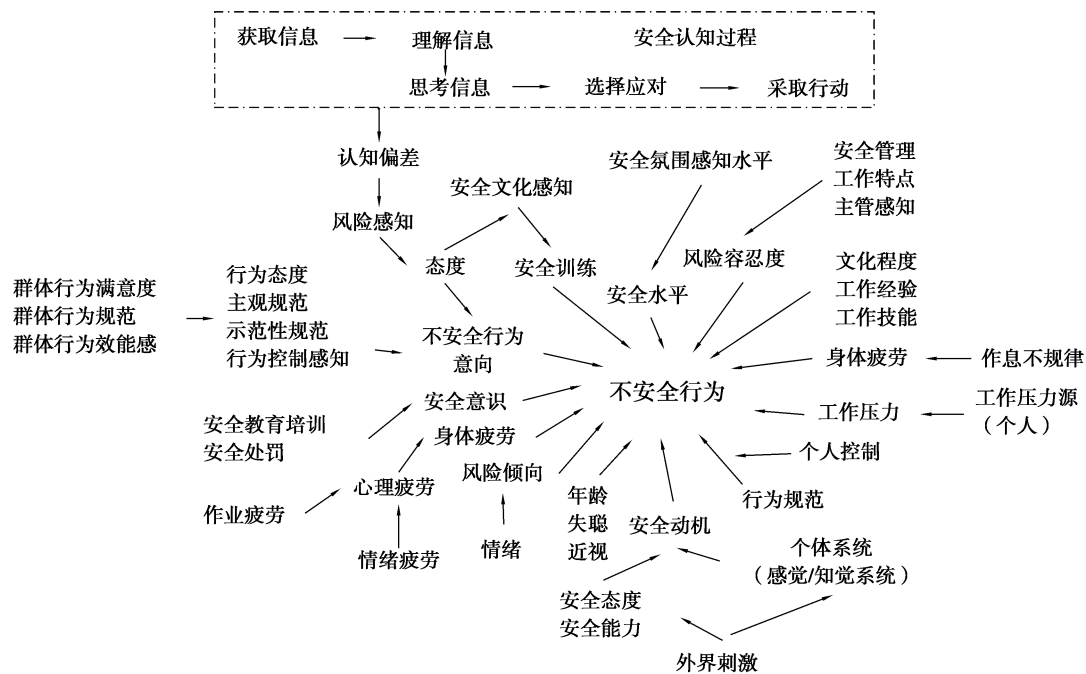 获取信息
理解信息
安全认知过程
思考信息
选择应对
采取行动
认知偏差
风险感知
安全文化感知
安全氛围感知水平
安全管理
工作特点
主管感知
态度
安全训练
风险容忍度
安全水平
文化程度
工作经验
工作技能
群体行为满意度
群体行为规范
群体行为效能感
行为态度
主观规范
示范性规范
行为控制感知
不安全行为
意向
不安全行为
身体疲劳
作息不规律
安全意识
工作压力
工作压力源
（个人）
安全教育培训
安全处罚
身体疲劳
个人控制
风险倾向
心理疲劳
作业疲劳
年龄
失聪
近视
行为规范
安全动机
情绪疲劳
情绪
个体系统
（感觉/知觉系统）
安全态度
安全能力
外界刺激